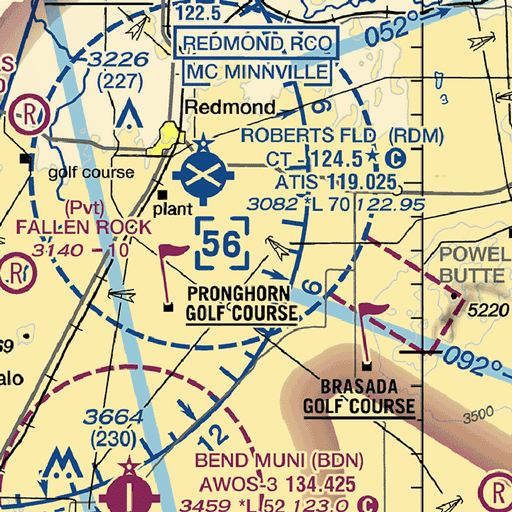 122.5
REDMOND RCO
MC MINNVILLE
052°
3226
(227)
R
9
Redmond
ROBERTS FLD (RDM)
CT - 124.5 C
ATIS 119.025
3082 *L 70 122.95
golf course
(Pvt)
plant
FALLEN ROCK
3140 - 10
56
R
POWEL
BUTTE
5220
9
PRONGHORN
GOLF COURSE
092°
BRASADA
GOLF COURSE
alo
3664
(230)
12
3500
BEND MUNI (BDN)
AWOS-3 134.425
3459 *L 52 123.0 C
R